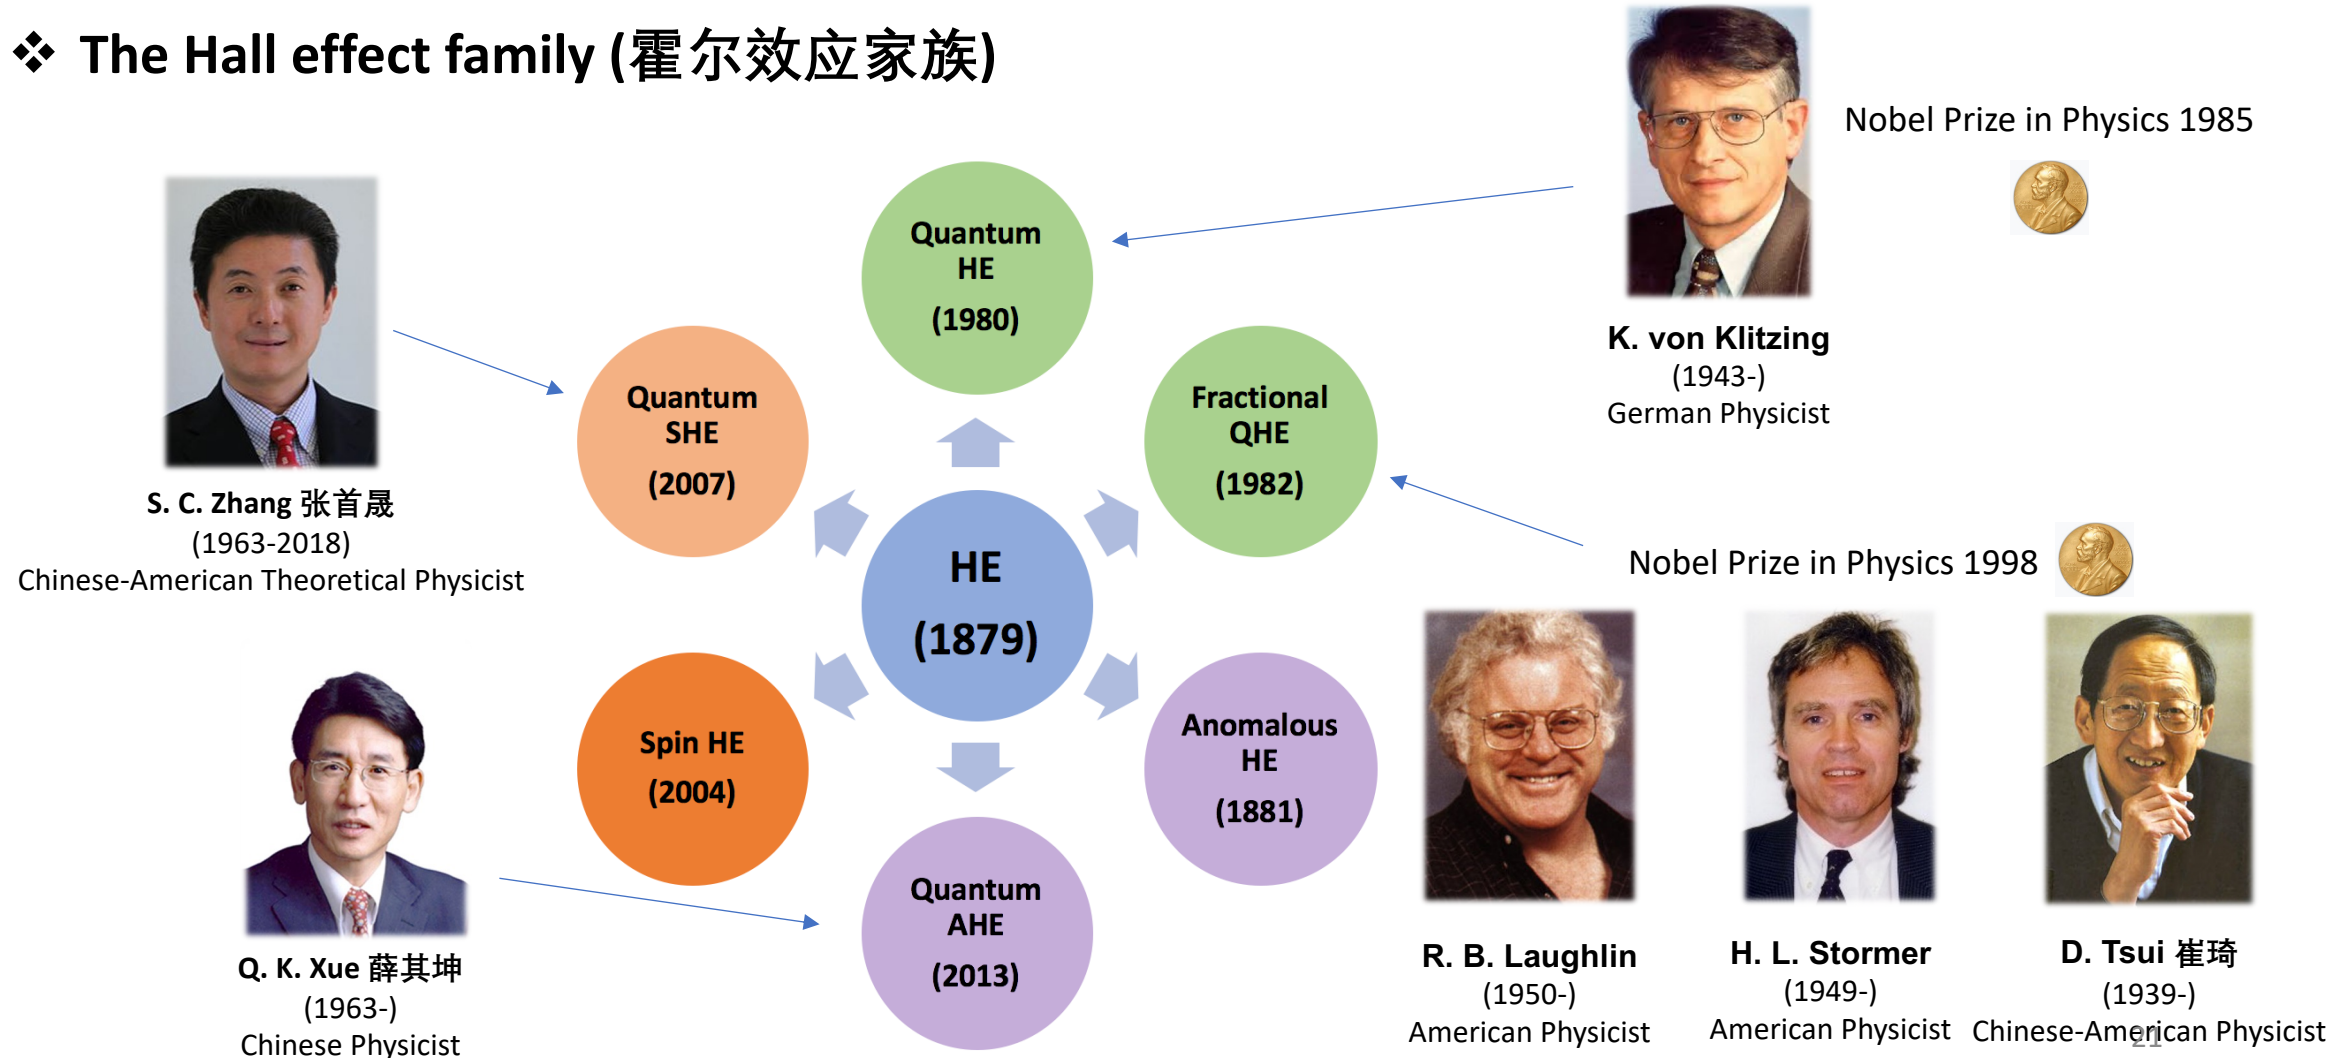 ❖ The Hall effect family (霍尔效应家族)
Nobel Prize in Physics 1985
K. von Klitzing
(1943-)
German Physicist
Quantum
HE
(1980)
S. C. Zhang 张首晟
(1963-2018)
Chinese-American Theoretical Physicist
Quantum
SHE
(2007)
Fractional
QHE
(1982)
HE
(1879)
Nobel Prize in Physics 1998
Spin HE
(2004)
Anomalous
HE
(1881)
Quantum
AHE
(2013)
Q. K. Xue 薛其坤
(1963-)
Chinese Physicist
R. B. Laughlin
(1950-)
American Physicist
H. L. Stormer
(1949-)
American Physicist
D. Tsui 崔琦
(1939-)
Chinese-American Physicist
21